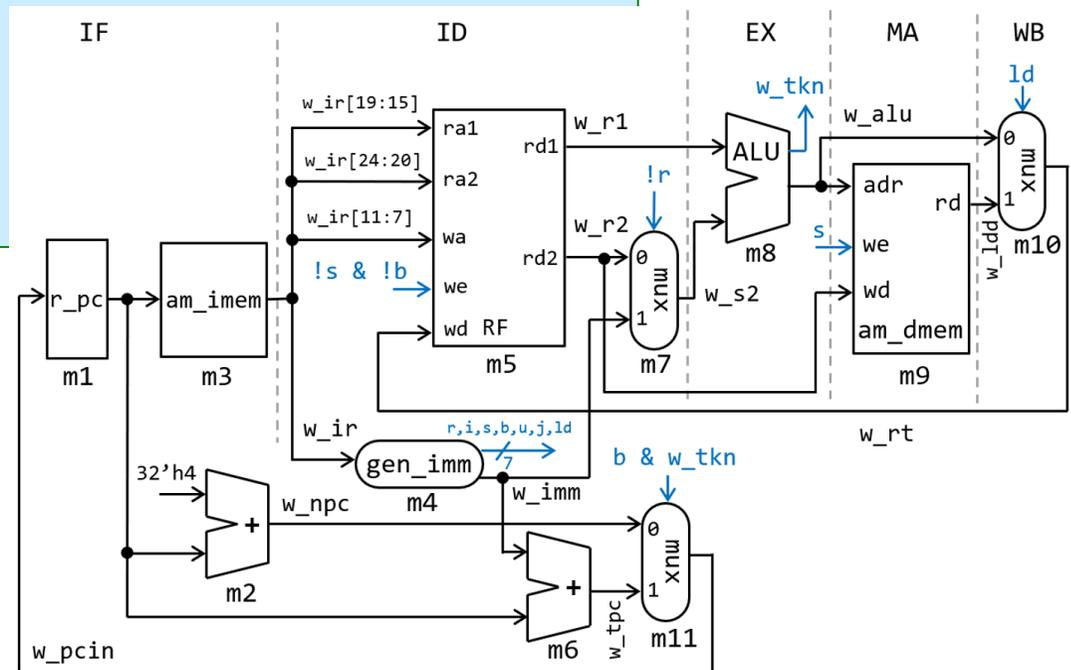 IF
ID
EX
MA
WB
ld
w_tkn
w_ir[19:15]
ra1
w_ir[24:20]
ra2
w_ir[11:7]
wa
!s & !b
we
wd RF
rd1
rd2
m5
w_r1
!r
w_r2
0
1
mux
m7
w_s2
ALU
m8
w_alu
adr
rd
s
we
wd
am_dmem
m9
w_ldd
0
1
mux
m10
r_pc
m1
am_imem
m3
w_rt
w_ir
r,i,s,b,u,j,ld
7
gen_imm
m4
w_imm
b & w_tkn
32'h4
+
m2
w_npc
0
1
mux
m11
+
m6
w_tpc
w_pcin